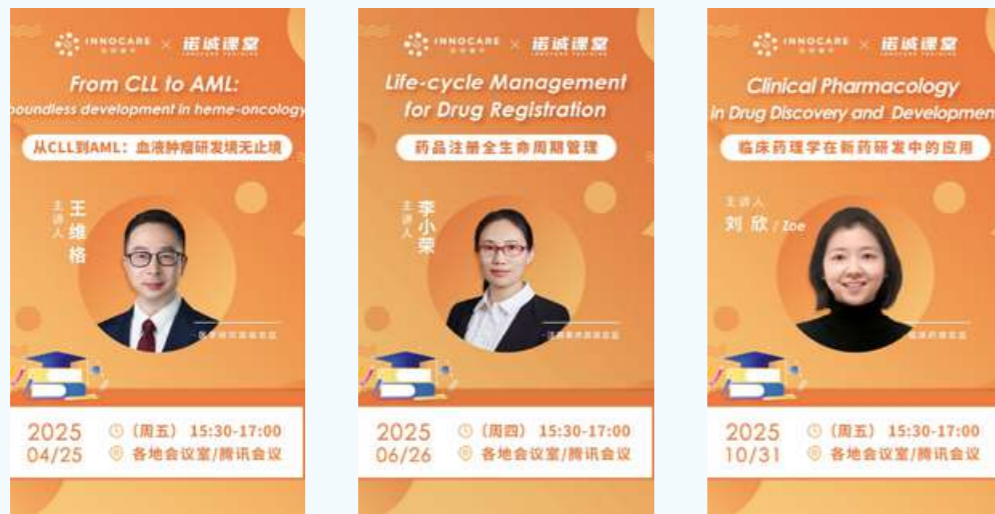 INNOCARE × 诺诚课堂
From CLL to AML:
boundless development in heme-oncology
从CLL到AML：血液肿瘤研发境无止境
主讲人
王维格
2025
04/25
（周五） 15:30-17:00
各地会议室/腾讯会议
INNOCARE × 诺诚课堂
Life-cycle Management
for Drug Registration
药品注册全生命周期管理
主讲人
李小荣
2025
06/26
（周四） 15:30-17:00
各地会议室/腾讯会议
INNOCARE × 诺诚课堂
Clinical Pharmacology
in Drug Discovery and Developmen
临床药理学在新药研发中的应用
主讲人
刘欣 / Zoe
2025
10/31
（周五） 15:30-17:00
各地会议室/腾讯会议